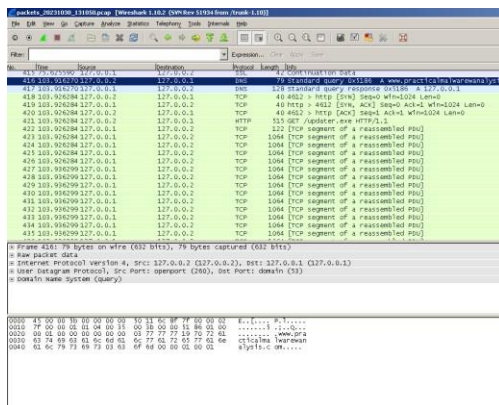 packets_20231030_131050.pcap [Wireshark 1.10.2 (SVN Rev 51934 from /trunk-1.10)]
File Edit View Go Capture Analyze Statistics Telephony Tools Internals Help
Filter: Expression... Clear Apply Save
No. Time Source Destination Protocol Length Info
415 75.625590 127.0.0.1 127.0.0.2 SSL 42 Continuation Data
416 103.916270 127.0.0.2 127.0.0.1 DNS 79 Standard query 0x5186 A www.practicalmalwareanalysi
417 103.916270 127.0.0.1 127.0.0.2 DNS 128 Standard query response 0x5186 A 127.0.0.1
418 103.926284 127.0.0.2 127.0.0.1 TCP 40 4612 > http [SYN] Seq=0 Win=1024 Len=0
419 103.926284 127.0.0.1 127.0.0.2 TCP 40 http > 4612 [SYN, ACK] Seq=0 Ack=1 Win=1024 Len=0
420 103.926284 127.0.0.2 127.0.0.1 TCP 40 4612 > http [ACK] Seq=1 Ack=1 Win=1024 Len=0
421 103.926284 127.0.0.2 127.0.0.1 HTTP 515 GET /updater.exe HTTP/1.1
422 103.926284 127.0.0.1 127.0.0.2 TCP 122 [TCP segment of a reassembled PDU]
423 103.926284 127.0.0.1 127.0.0.2 TCP 1064 [TCP segment of a reassembled PDU]
424 103.926284 127.0.0.1 127.0.0.2 TCP 1064 [TCP segment of a reassembled PDU]
425 103.926284 127.0.0.1 127.0.0.2 TCP 1064 [TCP segment of a reassembled PDU]
426 103.926284 127.0.0.1 127.0.0.2 TCP 1064 [TCP segment of a reassembled PDU]
427 103.936299 127.0.0.1 127.0.0.2 TCP 1064 [TCP segment of a reassembled PDU]
428 103.936299 127.0.0.1 127.0.0.2 TCP 1064 [TCP segment of a reassembled PDU]
429 103.936299 127.0.0.1 127.0.0.2 TCP 1064 [TCP segment of a reassembled PDU]
430 103.936299 127.0.0.1 127.0.0.2 TCP 1064 [TCP segment of a reassembled PDU]
431 103.936299 127.0.0.1 127.0.0.2 TCP 1064 [TCP segment of a reassembled PDU]
432 103.936299 127.0.0.1 127.0.0.2 TCP 1064 [TCP segment of a reassembled PDU]
433 103.936299 127.0.0.1 127.0.0.2 TCP 1064 [TCP segment of a reassembled PDU]
434 103.936299 127.0.0.1 127.0.0.2 TCP 1064 [TCP segment of a reassembled PDU]
435 103.936299 127.0.0.1 127.0.0.2 TCP 1064 [TCP segment of a reassembled PDU]
Frame 416: 79 bytes on wire (632 bits), 79 bytes captured (632 bits)
Raw packet data
Internet Protocol Version 4, Src: 127.0.0.2 (127.0.0.2), Dst: 127.0.0.1 (127.0.0.1)
User Datagram Protocol, Src Port: openport (260), Dst Port: domain (53)
Domain Name System (query)